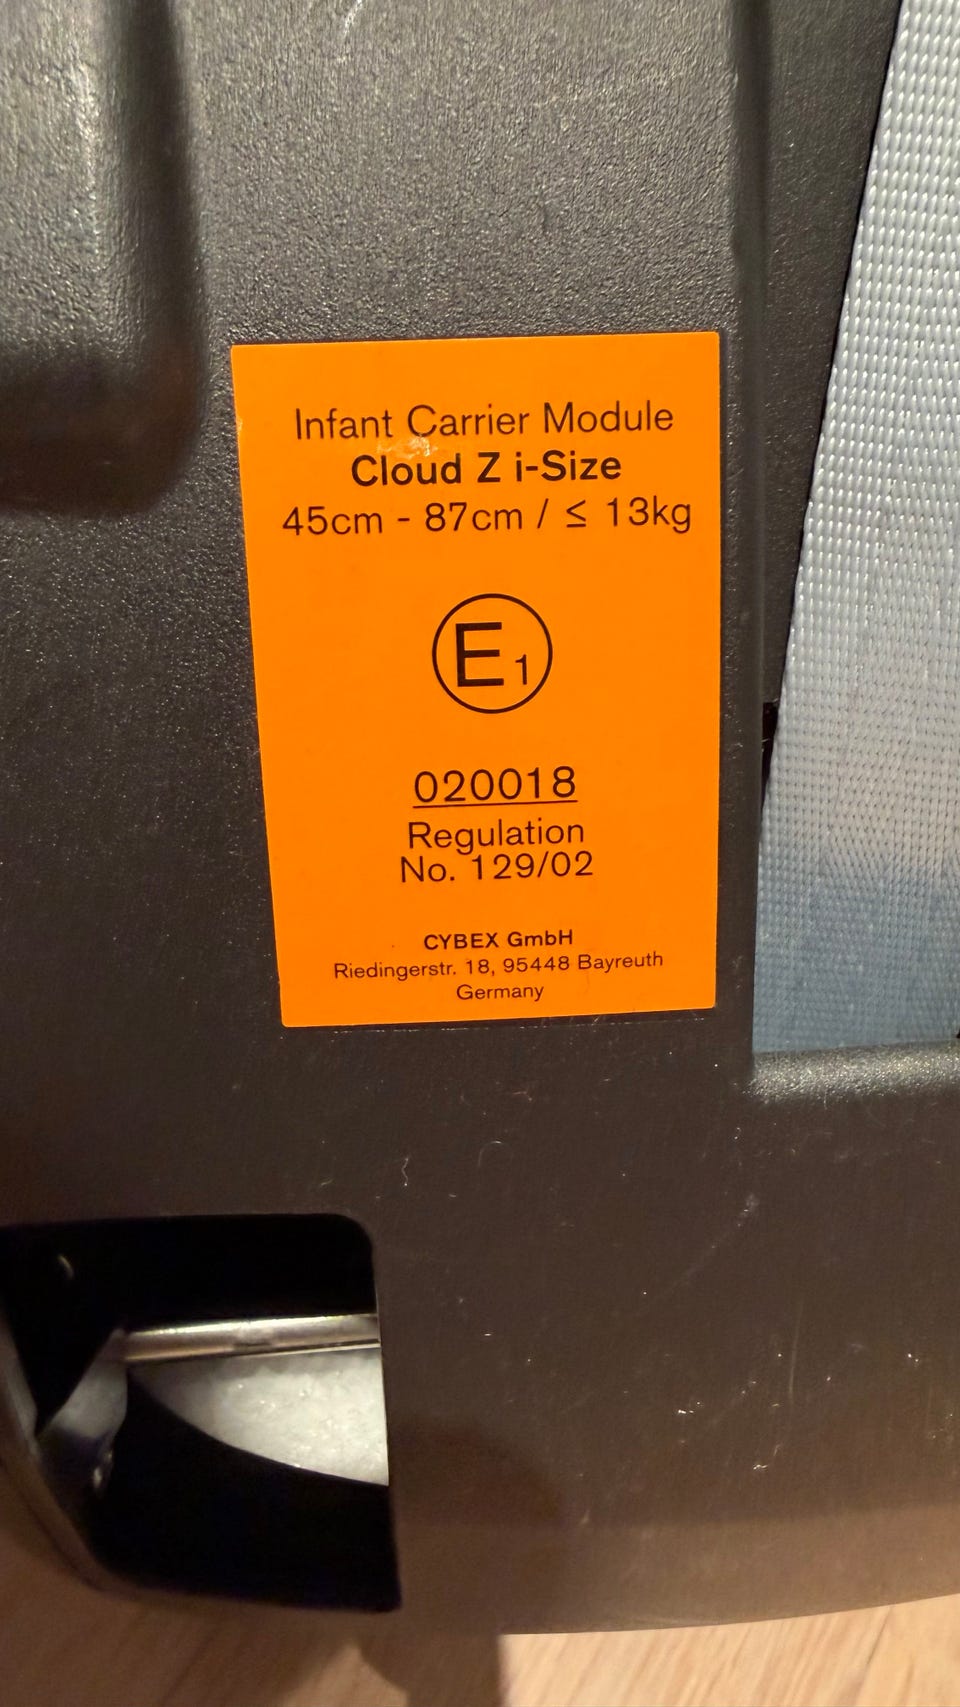 Infant Carrier Module
Cloud Z i-Size
45cm - 87cm / ≤ 13kg
E1
020018
Regulation
No. 129/02
CYBEX GmbH
Riedingerstr. 18, 95448 Bayreuth
Germany